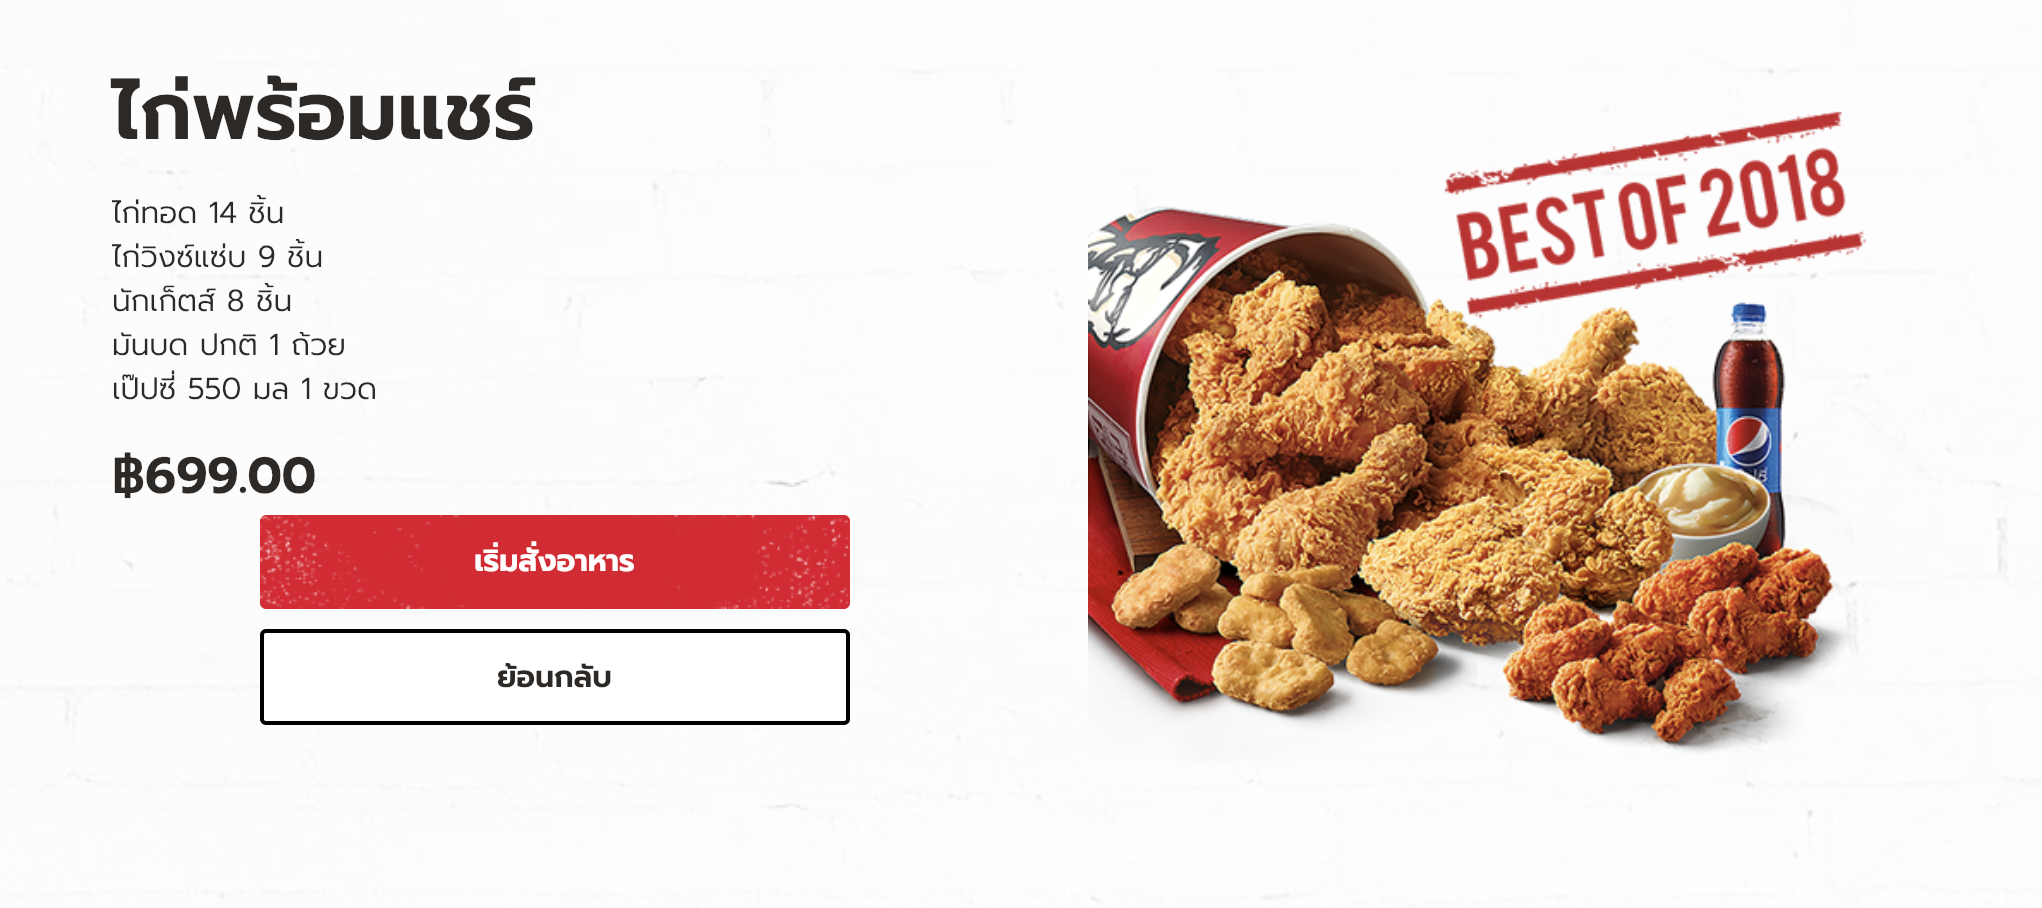 ไก่พร้อมแชร์
ไก่ทอด 14 ชิ้น
ไก่วิงซ์แซ่บ 9 ชิ้น
นักเก็ตส์ 8 ชิ้น
มันบด ปกติ 1 ถ้วย
เป๊ปซี่ 550 มล 1 ขวด
฿699.00
เริ่มสั่งอาหาร
ย้อนกลับ
BEST OF 2018